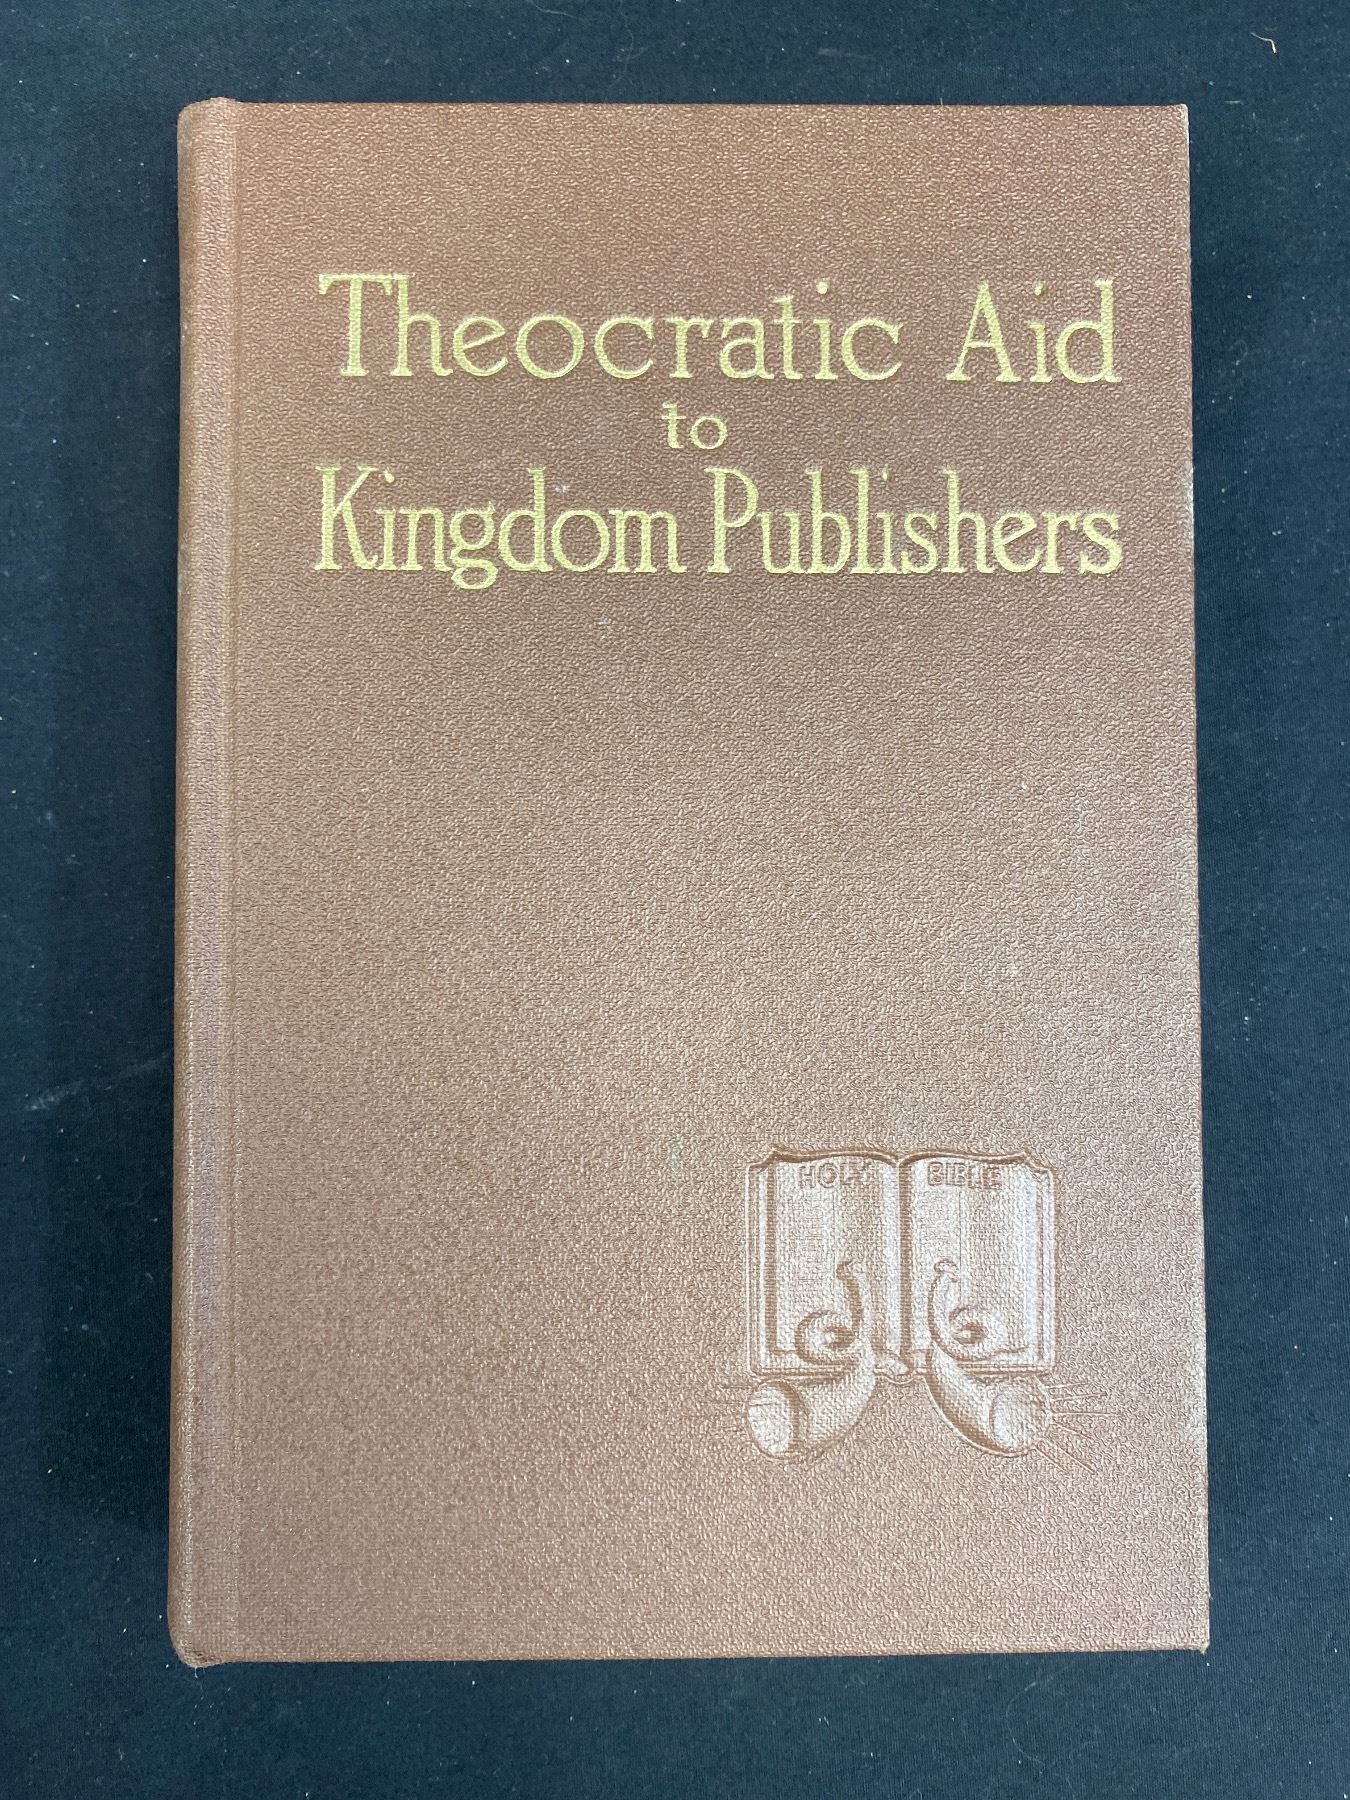 Theocratic Aid
to
Kingdom Publishers
HOLY BIBLE